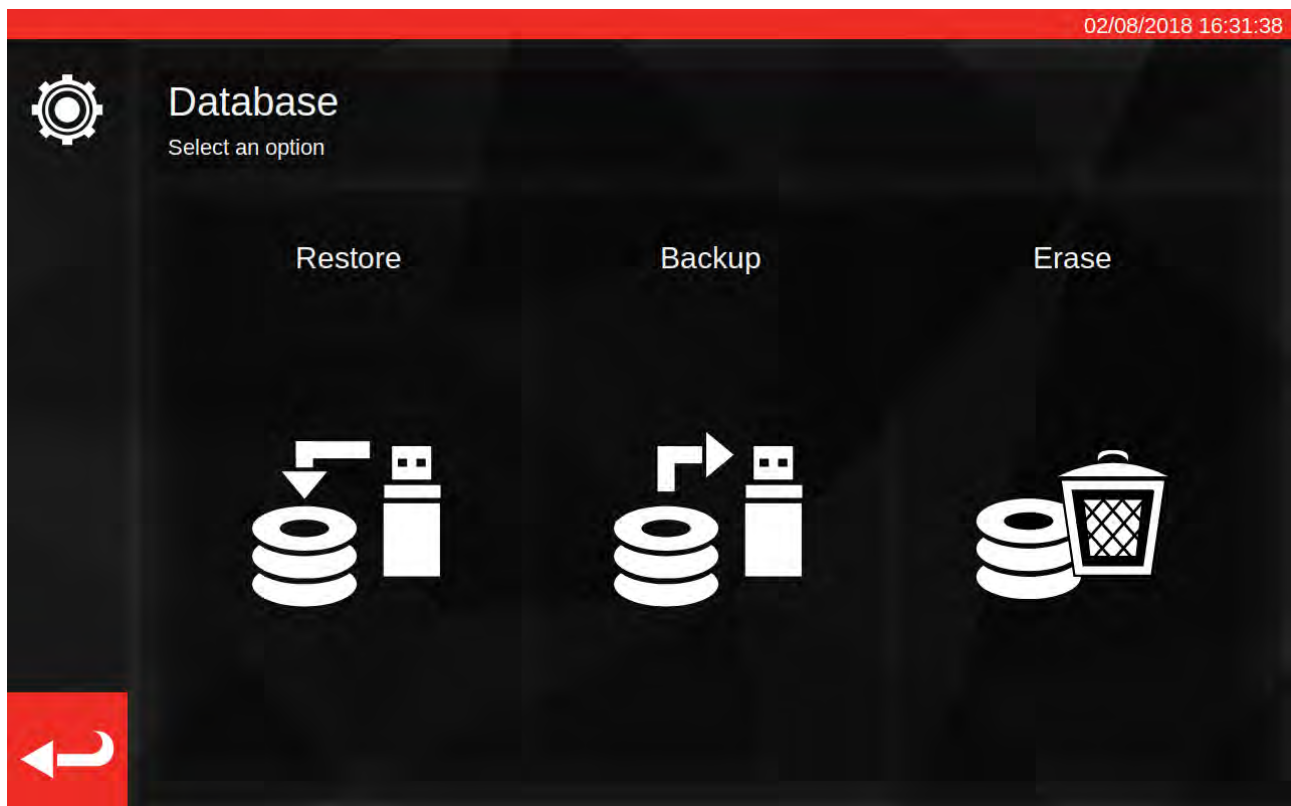 02/08/2018 16:31:38
Database
Select an option
Restore
Backup
Erase